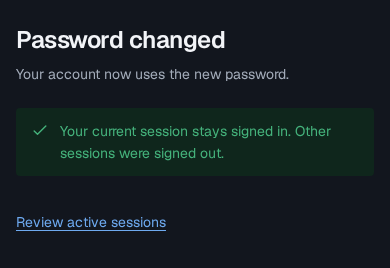 Password changed
Your account now uses the new password.
Your current session stays signed in. Other
sessions were signed out.
Review active sessions